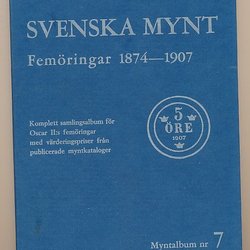 SVENSKA MYNT
Femöringar 1874—1907
Komplett samlingsalbum för
Oscar II:s femöringar
med värderingspriser från
publicerade myntkataloger
5
ÖRE
1907
Myntalbum nr 7